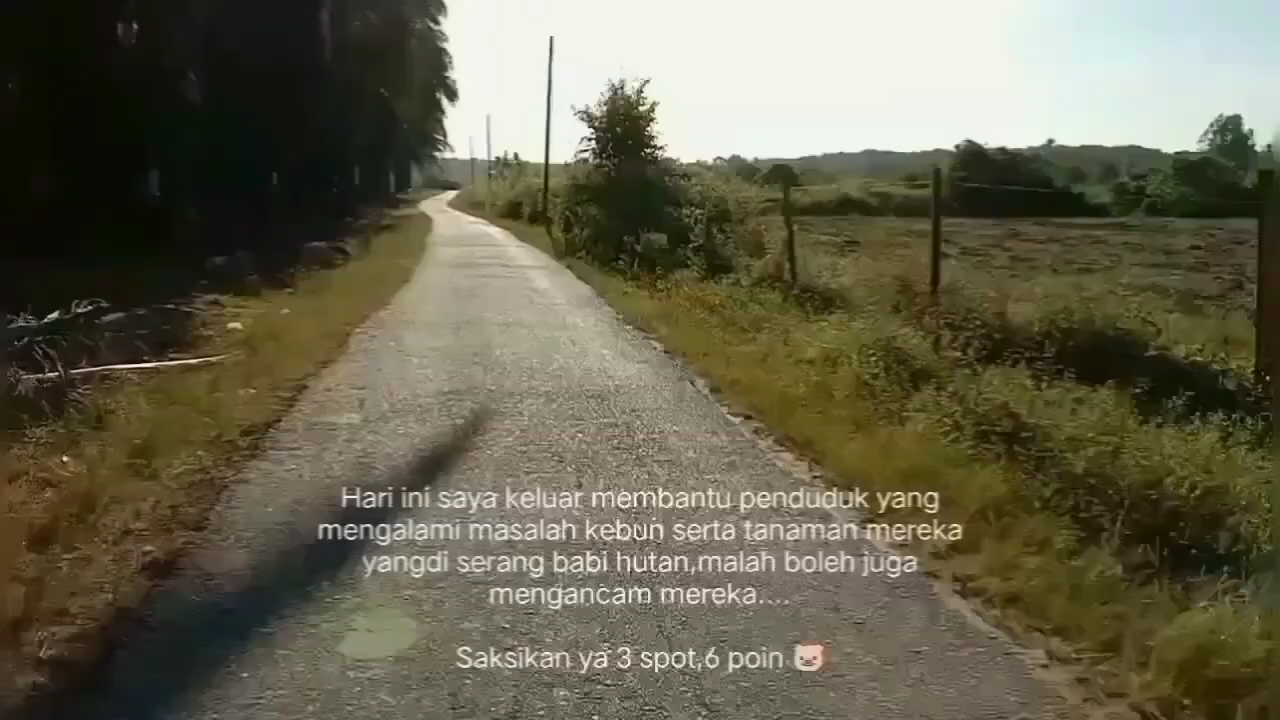 Hari ini saya keluar membantu penduduk yang
mengalami masalah kebun serta tanaman mereka
yangdi serang babi hutan,malah boleh juga
mengancam mereka....
Saksikan ya 3 spot,6 poin 🐷